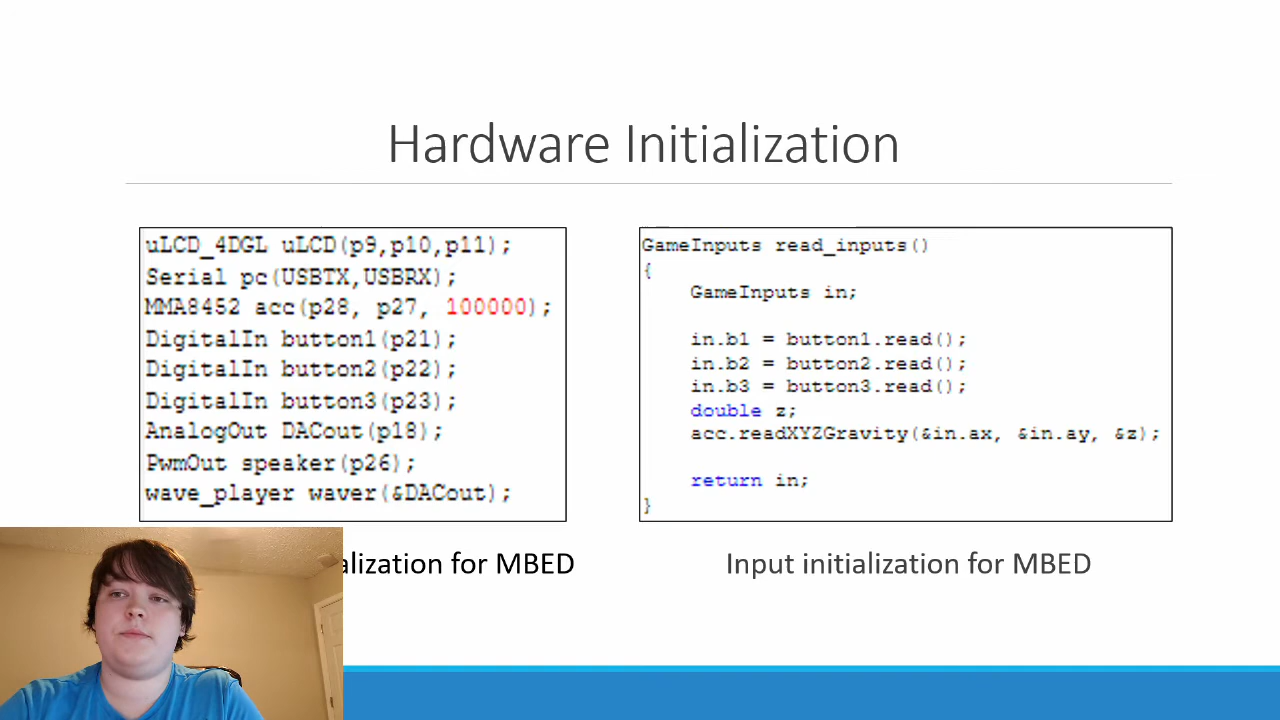 Hardware Initialization
uLCD_4DGL uLCD(p9,p10,p11);
Serial pc(USBTX,USBRX);
MMA8452 acc(p28, p27, 100000);
DigitalIn button1(p21);
DigitalIn button2(p22);
DigitalIn button3(p23);
AnalogOut DACout(p18);
PwmOut speaker(p26);
wave_player waver(&DACout);
GameInputs read_inputs()
{
GameInputs in;
in.b1 = button1.read();
in.b2 = button2.read();
in.b3 = button3.read();
double z;
acc.readXYZGravity(&in.ax, &in.ay, &z);
return in;
}
for MBED
Input initialization for MBED